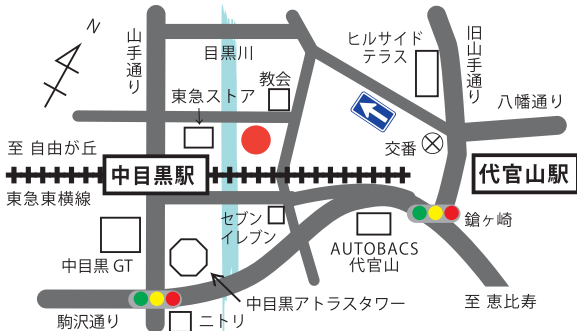 N
山手通り
目黒川
ヒルサイド
テラス
旧山手通り
教会
東急ストア
八幡通り
交番
至 自由が丘
中目黒駅
代官山駅
東急東横線
セブン
イレブン
鎗ヶ崎
AUTOBACS
代官山
中目黒 GT
中目黒アトラスタワー
至 恵比寿
駒沢通り
ニトリ